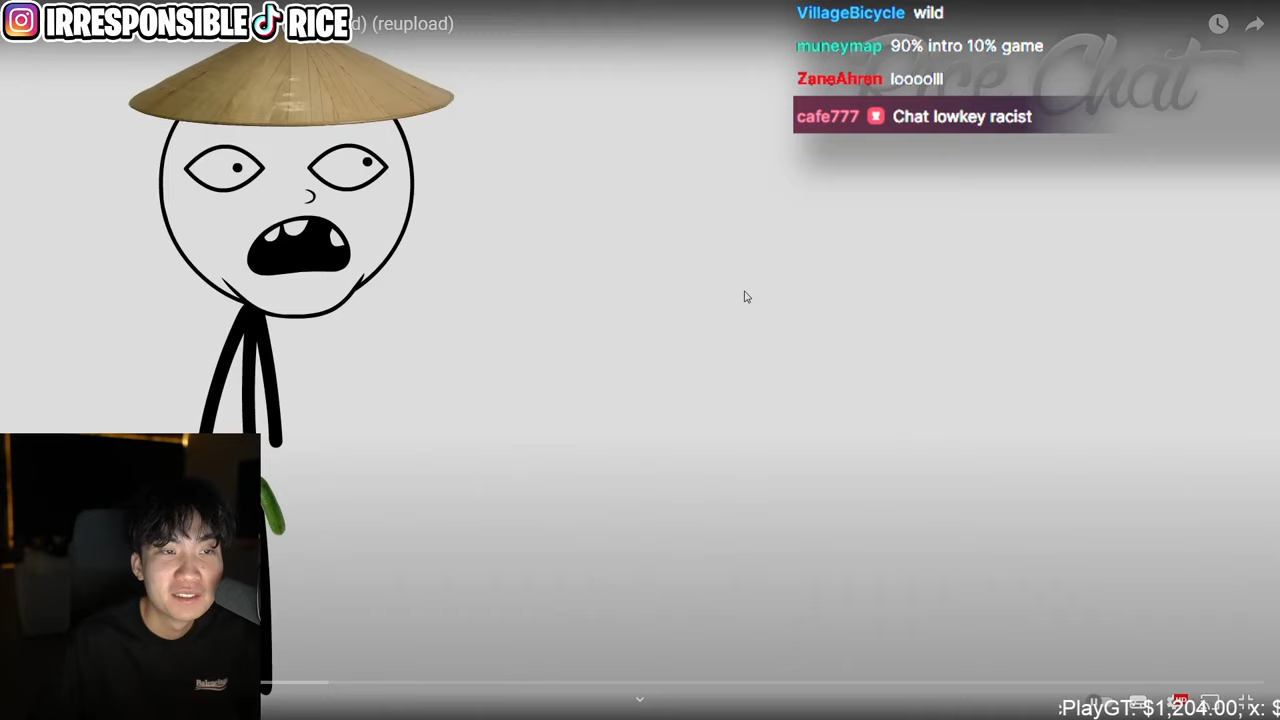 IRRESPONSIBLE RICE
d) (reupload)
VillageBicycle wild
muneymap 90% intro 10% game
ZaneAhren loooolll
cafe777 Chat lowkey racist
Rice Chat
:PlayGT: $1,204.00; x: $